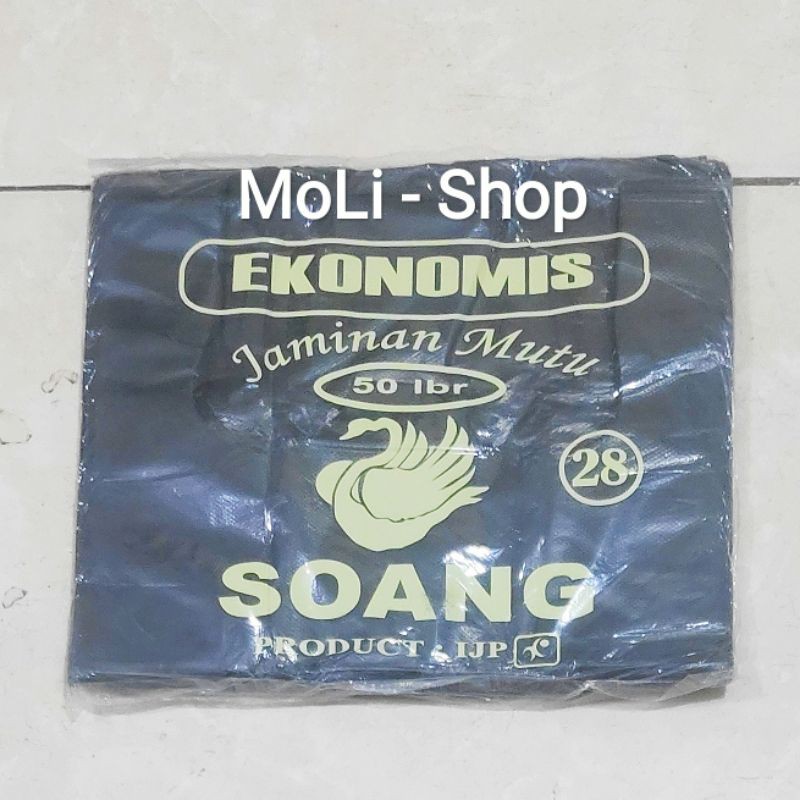 MoLi - Shop
EKONOMIS
Jaminan Mutu
50 lbr
28
SOANG
PRODUCT . IJP